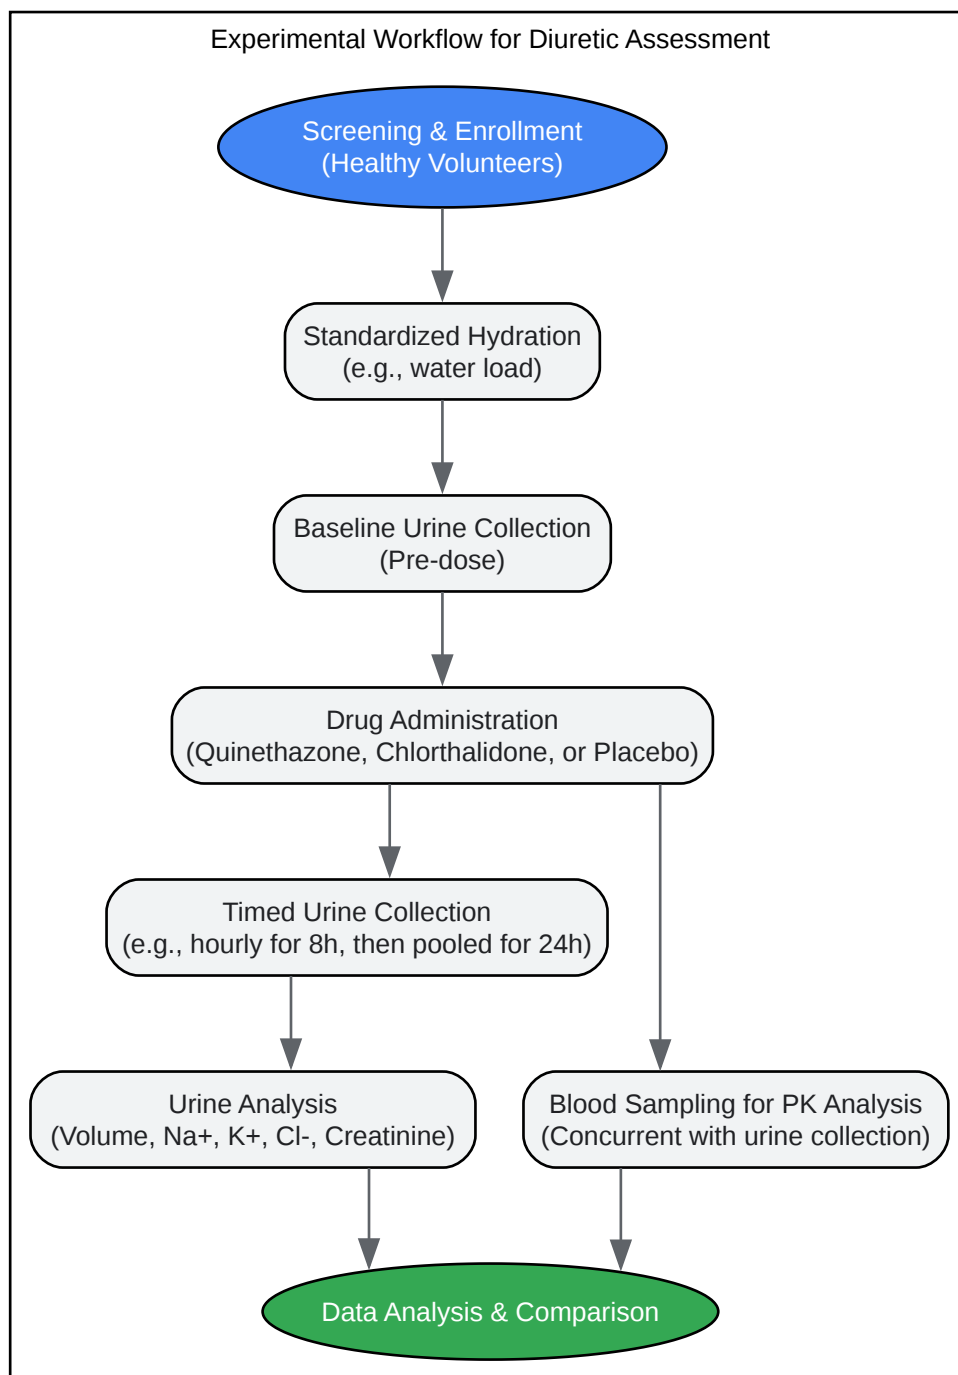 Experimental Workflow for Diuretic Assessment
Screening & Enrollment
(Healthy Volunteers)
Standardized Hydration
(e.g., water load)
Baseline Urine Collection
(Pre-dose)
Drug Administration
(Quinethazone, Chlorthalidone, or Placebo)
Timed Urine Collection
(e.g., hourly for 8h, then pooled for 24h)
Urine Analysis
(Volume, Na+, K+, Cl-, Creatinine)
Blood Sampling for PK Analysis
(Concurrent with urine collection)
Data Analysis & Comparison